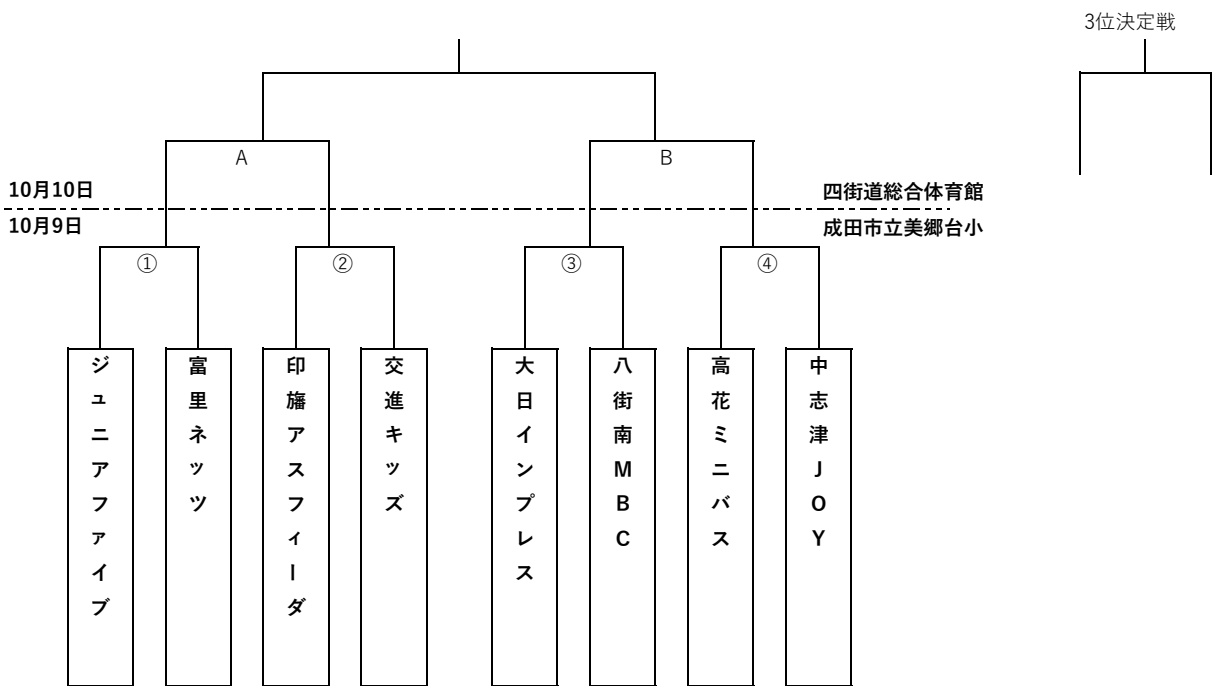 3位決定戦
A
B
10月10日
四街道総合体育館
10月9日
成田市立美郷台小
①
②
③
④
ジュニアファイブ
富里ネッツ
印旛アスフィーダ
交進キッズ
大日インプレス
八街南MBC
高花ミニバス
中志津JOY